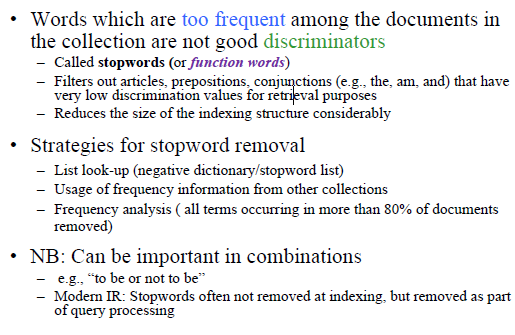 • Words which are too frequent among the documents in
the collection are not good discriminators
– Called stopwords (or function words)
– Filters out articles, prepositions, conjunctions (e.g., the, am, and) that have
very low discrimination values for retrieval purposes
– Reduces the size of the indexing structure considerably
• Strategies for stopword removal
– List look-up (negative dictionary/stopword list)
– Usage of frequency information from other collections
– Frequency analysis ( all terms occurring in more than 80% of documents
removed)
• NB: Can be important in combinations
– e.g., “to be or not to be”
– Modern IR: Stopwords often not removed at indexing, but removed as part
of query processing